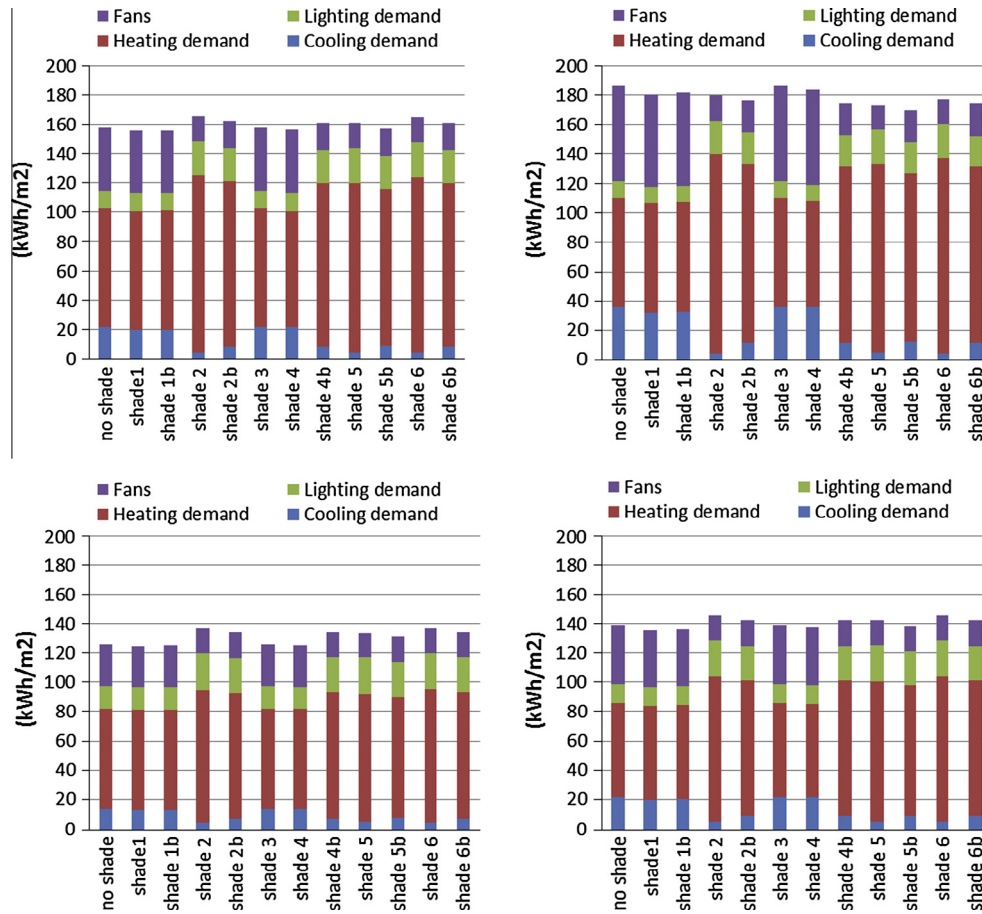 Fans Lighting demand
Heating demand Cooling demand
200
180
160
140
120
100
80
60
40
20
0
(kWh/m2)
no shade
shade1
shade 1b
shade 2
shade 2b
shade 3
shade 4
shade 4b
shade 5
shade 5b
shade 6
shade 6b
Fans Lighting demand
Heating demand Cooling demand
200
180
160
140
120
100
80
60
40
20
0
(kWh/m2)
no shade
shade1
shade 1b
shade 2
shade 2b
shade 3
shade 4
shade 4b
shade 5
shade 5b
shade 6
shade 6b
Fans Lighting demand
Heating demand Cooling demand
200
180
160
140
120
100
80
60
40
20
0
(kWh/m2)
no shade
shade1
shade 1b
shade 2
shade 2b
shade 3
shade 4
shade 4b
shade 5
shade 5b
shade 6
shade 6b
Fans Lighting demand
Heating demand Cooling demand
200
180
160
140
120
100
80
60
40
20
0
(kWh/m2)
no shade
shade1
shade 1b
shade 2
shade 2b
shade 3
shade 4
shade 4b
shade 5
shade 5b
shade 6
shade 6b